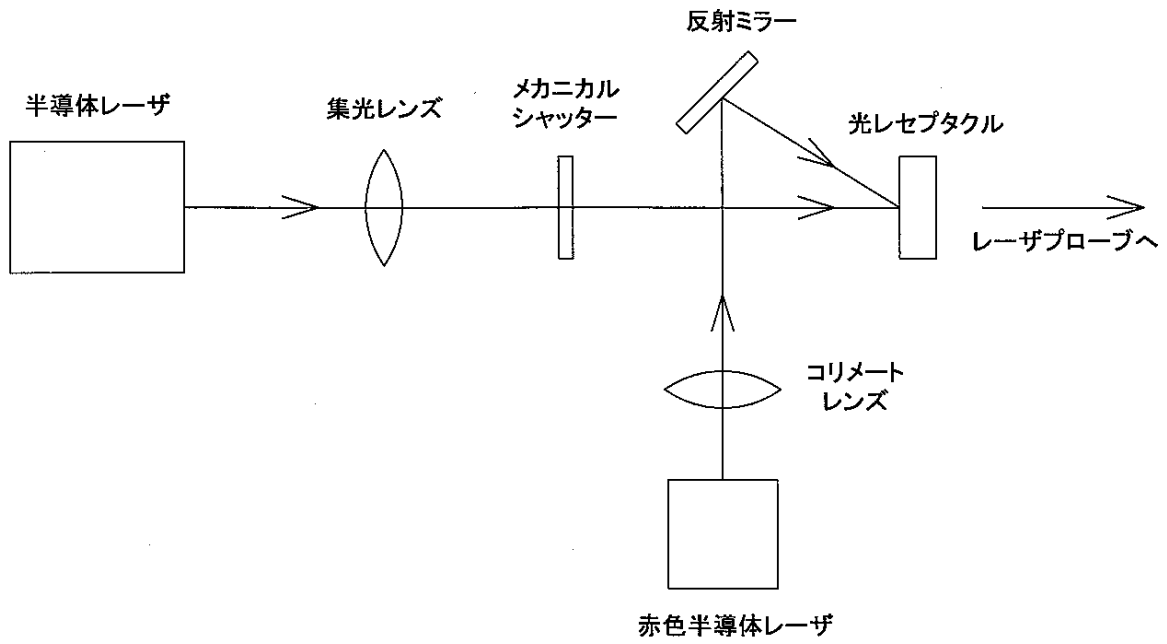 反射ミラー
半導体レーザ
集光レンズ
メカニカル
シャッター
光レセプタクル
レーザプローブへ
コリメート
レンズ
赤色半導体レーザ